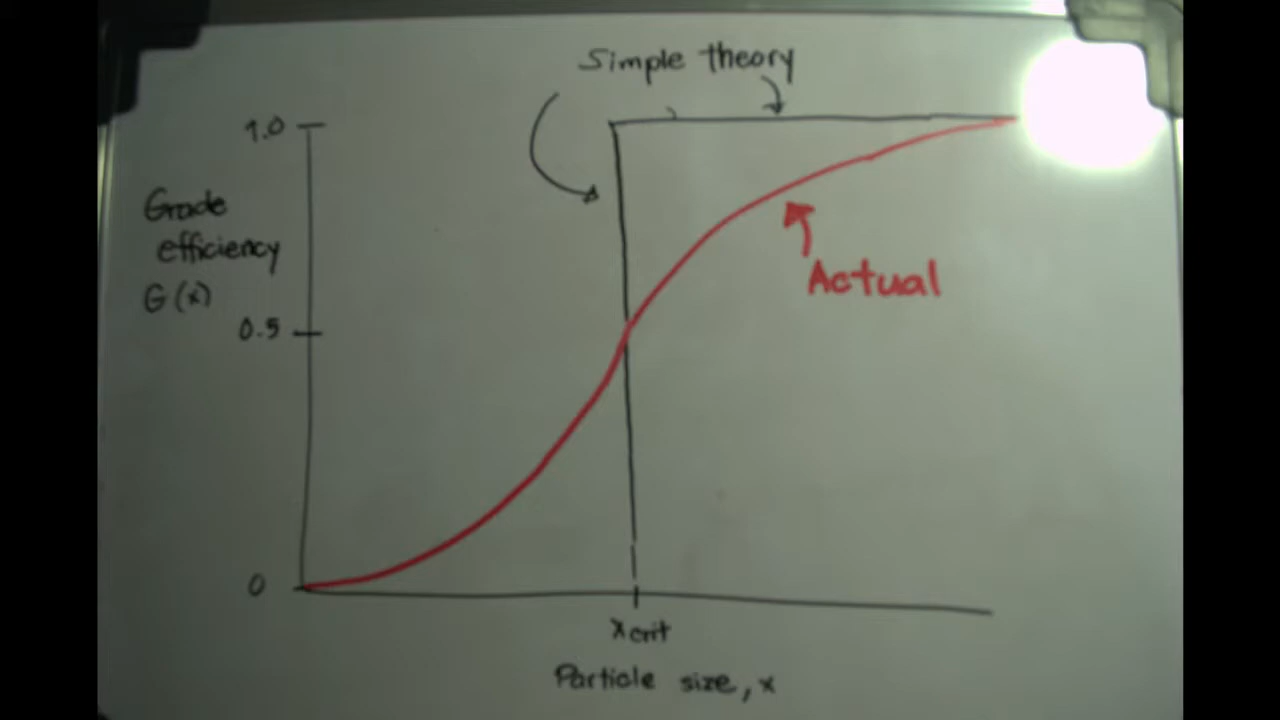 Simple theory
1.0
Grade
efficiency
G(x)
Actual
0.5
0
xcrit
Particle size, x